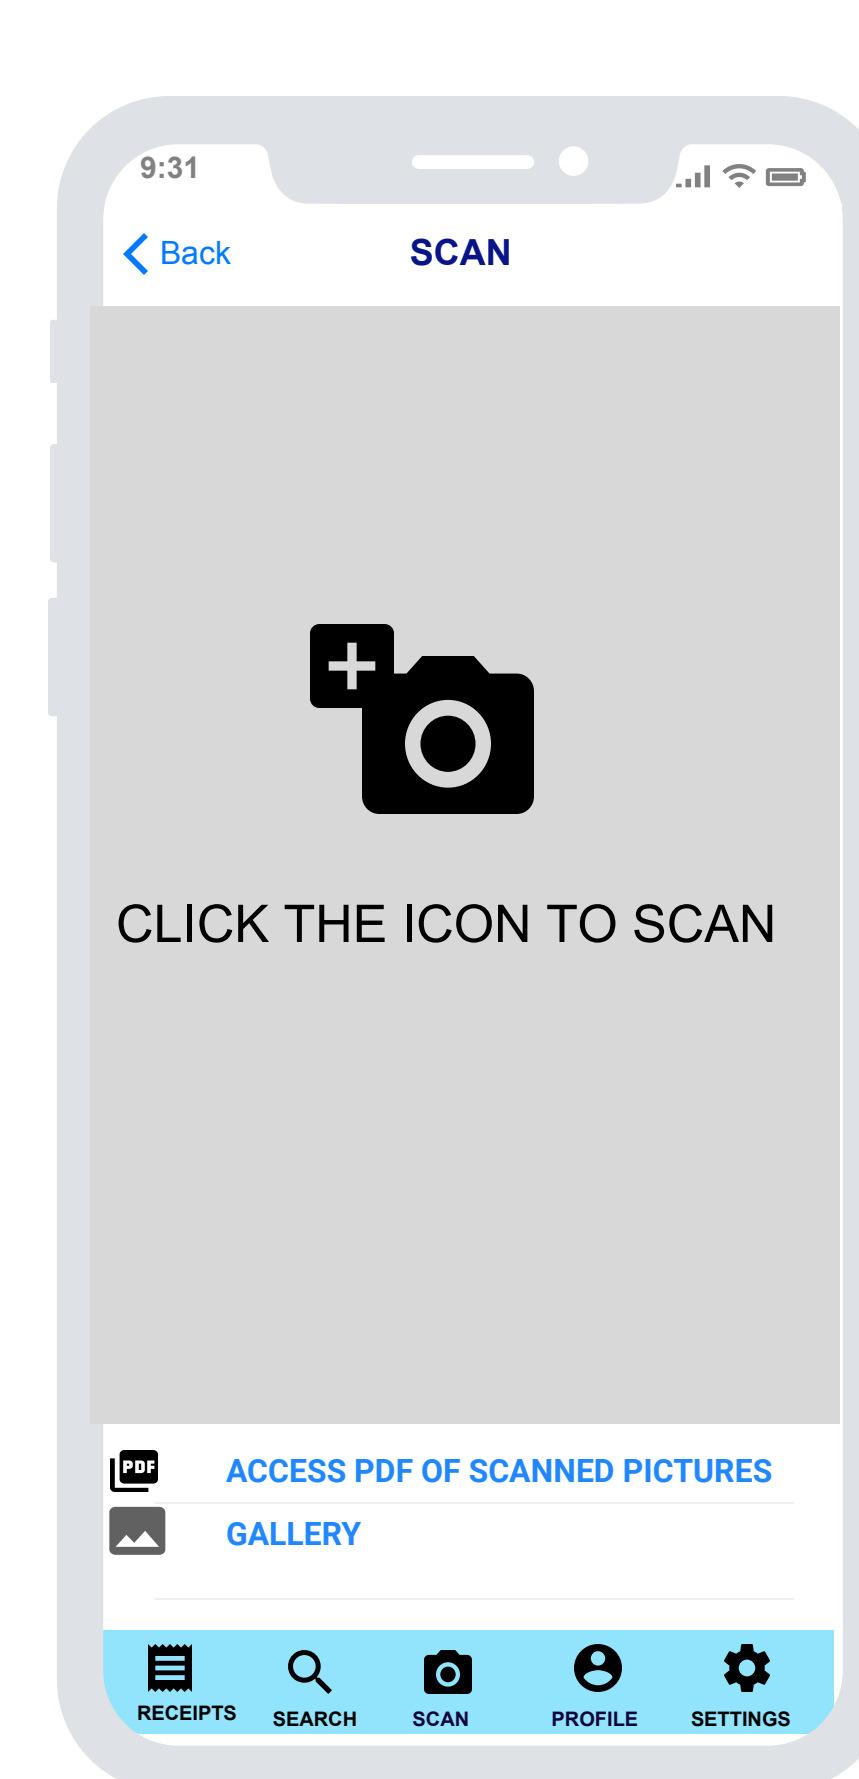 9:31
Back
SCAN
CLICK THE ICON TO SCAN
PDF
ACCESS PDF OF SCANNED PICTURES
GALLERY
RECEIPTS
SEARCH
SCAN
PROFILE
SETTINGS